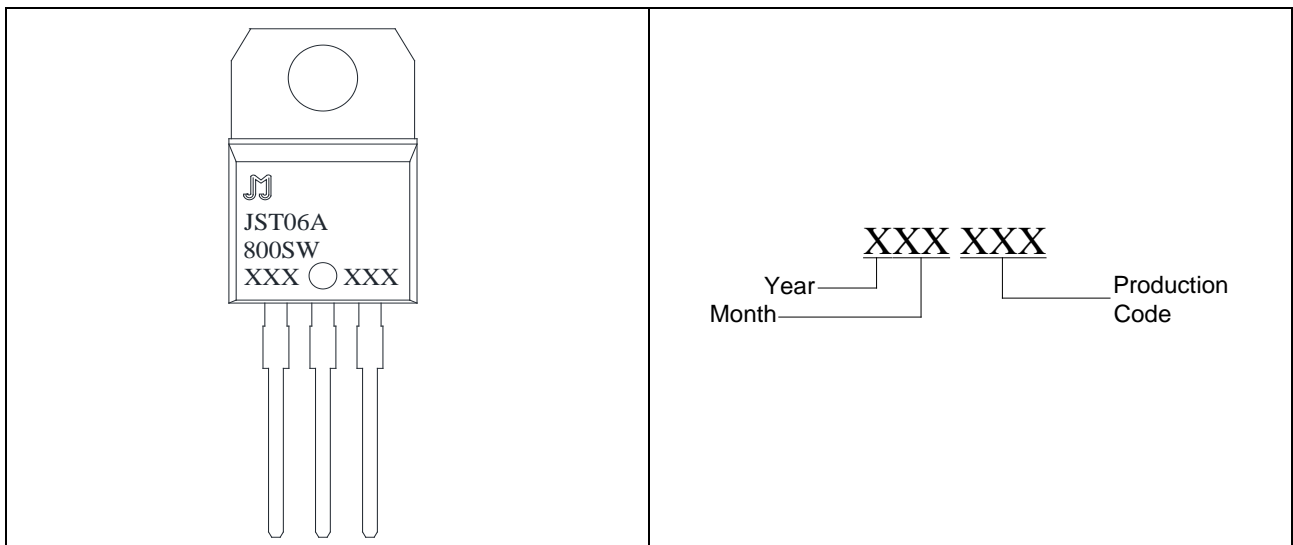 JST06A
800SW
XXX XXX
XXX XXX
Year
Month
Production
Code